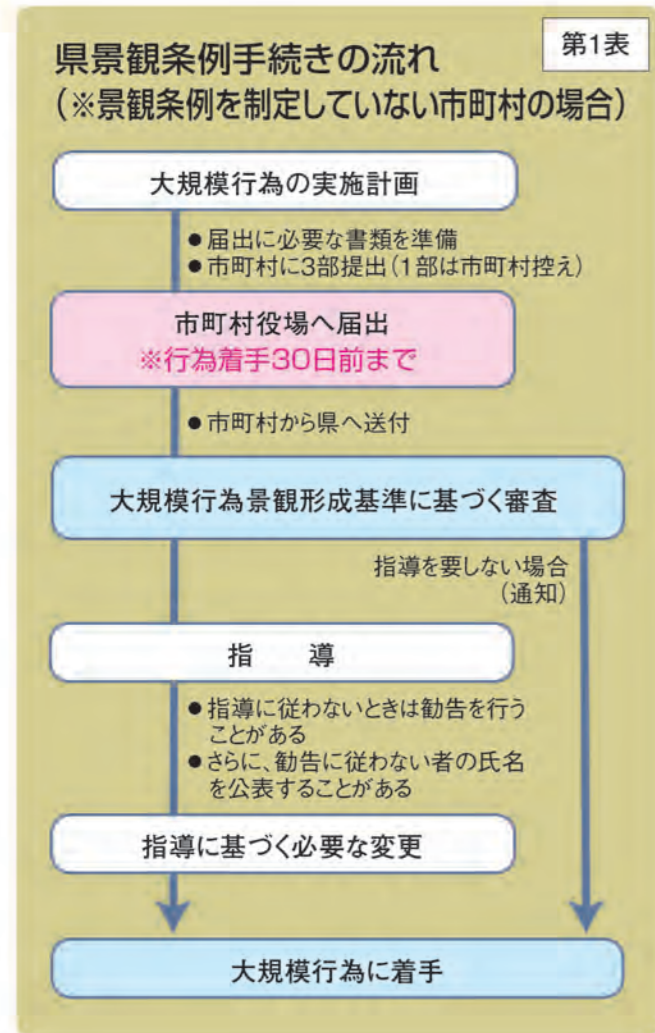 第1表
県景観条例手続きの流れ
(※景観条例を制定していない市町村の場合)
大規模行為の実施計画
●届出に必要な書類を準備
●市町村に3部提出(1部は市町村控え)
市町村役場へ届出
※行為着手30日前まで
●市町村から県へ送付
大規模行為景観形成基準に基づく審査
指導を要しない場合
(通知)
指　導
●指導に従わないときは勧告を行う
ことがある
●さらに、勧告に従わない者の氏名
を公表することがある
指導に基づく必要な変更
大規模行為に着手